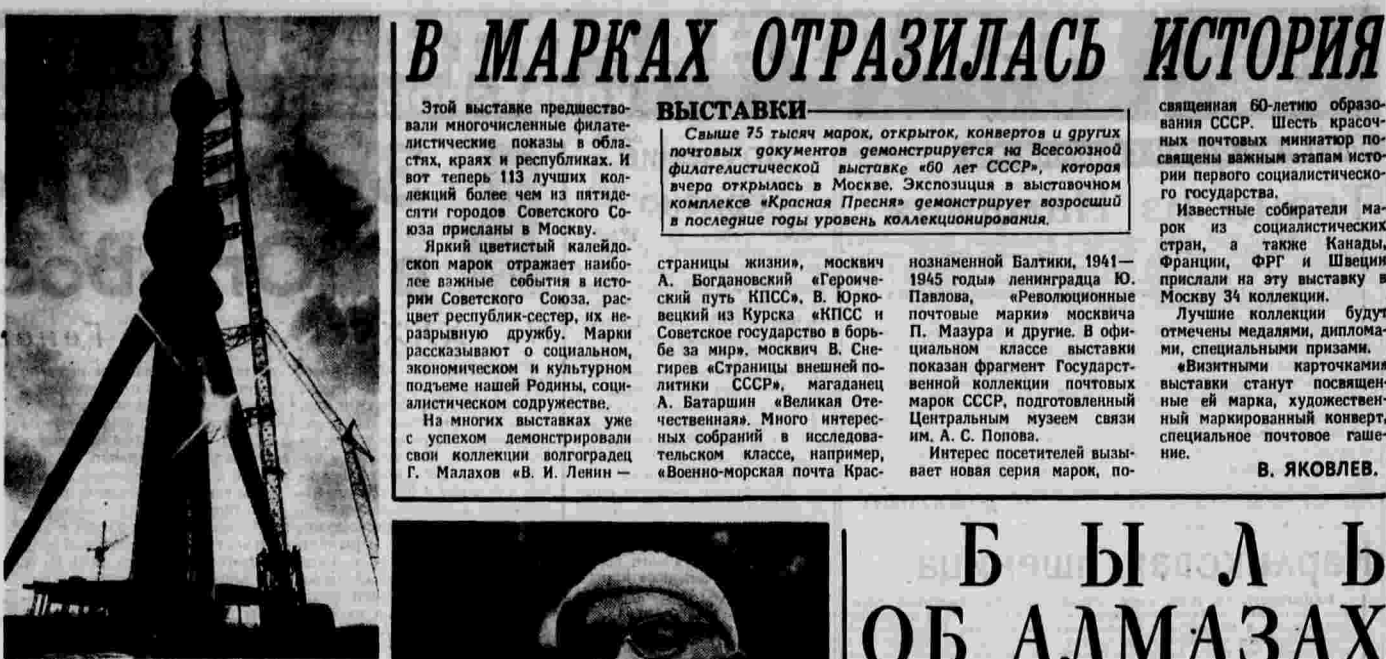 В МАРКАХ ОТРАЗИЛАСЬ ИСТОРИЯ
ВЫСТАВКИ
Свыше 75 тысяч марок, открыток, конвертов и других
почтовых документов демонстрируется на Всесоюзной
филателистической выставке «60 лет СССР», которая
вчера открылась в Москве. Экспозиция в выставочном
комплексе «Красная Пресня» демонстрирует возросший
в последние годы уровень коллекционирования.
Этой выставке предшество-
вали многочисленные филате-
листические показы в обла-
стях, краях и республиках. И
вот теперь 113 лучших кол-
лекций более чем из пятиде-
сяти городов Советского Со-
юза присланы в Москву.
Яркий цветистый калейдо-
скоп марок отражает наибо-
лее важные события в исто-
рии Советского Союза, рас-
цвет республик-сестер, их не-
разрывную дружбу. Марки
рассказывают о социальном,
экономическом и культурном
подъеме нашей Родины, соци-
алистическом содружестве.
На многих выставках уже
с успехом демонстрировали
свои коллекции волгоградец
Г. Малахов «В. И. Ленин —
страницы жизни», москвич
А. Богдановский «Героиче-
ский путь КПСС», В. Юрко-
вецкий из Курска «КПСС и
Советское государство в борь-
бе за мир», москвич В. Сне-
гирев «Страницы внешней по-
литики СССР», магаданец
А. Батаршин «Великая Оте-
чественная». Много интерес-
ных собраний в исследова-
тельском классе, например,
«Военно-морская почта Крас-
нознаменной Балтики, 1941—
1945 годы» ленинградца Ю.
Павлова, «Революционные
почтовые марки» москвича
П. Мазура и другие. В офи-
циальном классе выставки
показан фрагмент Государст-
венной коллекции почтовых
марок СССР, подготовленный
Центральным музеем связи
им. А. С. Попова.
Интерес посетителей вызы-
вает новая серия марок, по-
священная 60-летию образо-
вания СССР. Шесть красоч-
ных почтовых миниатюр по-
священы важным этапам исто-
рии первого социалистическо-
го государства.
Известные собиратели ма-
рок из социалистических
стран, а также Канады,
Франции, ФРГ и Швеции
прислали на эту выставку в
Москву 34 коллекции.
Лучшие коллекции будут
отмечены медалями, диплома-
ми, специальными призами.
«Визитными карточками»
выставки станут посвящен-
ные ей марка, художествен-
ный маркированный конверт,
специальное почтовое гаше-
ние.
В. ЯКОВЛЕВ.
БЫЛЬ
ОБ АЛМАЗАХ